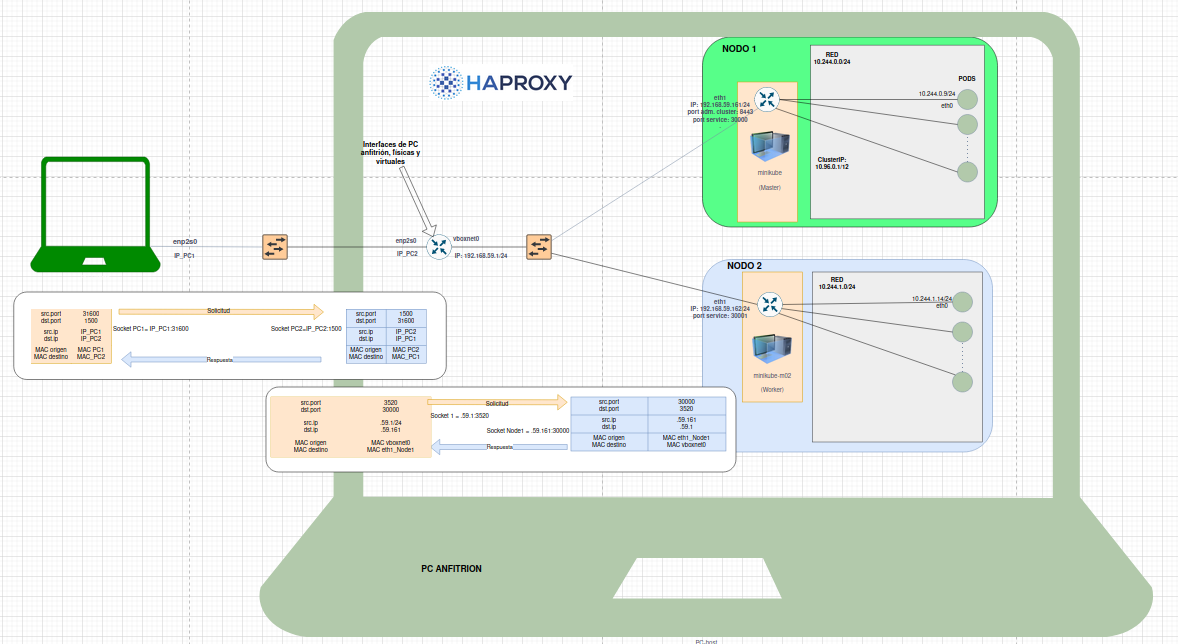 HAPROXY
Interfaces de PC
anfitrión, físicas y
virtuales
enp2s0
IP_PC1
enp2s0
IP_PC2
vboxnet0
IP: 192.168.59.1/24
NODO 1
eth1
IP: 192.168.59.161/24
port adm. cluster: 8443
port service: 30000
minikube
(Master)
RED
10.244.0.0/24
PODS
10.244.0.9/24
eth0
ClusterIP:
10.96.0.1/12
NODO 2
eth1
IP: 192.168.59.162/24
port service: 30001
minikube-m02
(Worker)
RED
10.244.1.0/24
10.244.1.14/24
eth0
src.port 31600
dst.port 1500
src.ip IP_PC1
dst.ip IP_PC2
MAC origen MAC PC1
MAC destino MAC_PC2
Solicitud
Socket PC1= IP_PC1:31600
Socket PC2=IP_PC2:1500
Respuesta
src.port 1500
dst.port 31600
src.ip IP_PC2
dst.ip IP_PC1
MAC origen MAC PC2
MAC destino MAC_PC1
src.port 3520
dst.port 30000
src.ip .59.1/24
dst.ip .59.161
MAC origen MAC vboxnet0
MAC destino MAC eth1_Node1
Solicitud
Socket 1 = .59.1:3520
Socket Node1 = .59.161:30000
Respuesta
src.port 30000
dst.port 3520
src.ip .59.161
dst.ip .59.1
MAC origen MAC eth1_Node1
MAC destino MAC vboxnet0
PC ANFITRION
PC-host